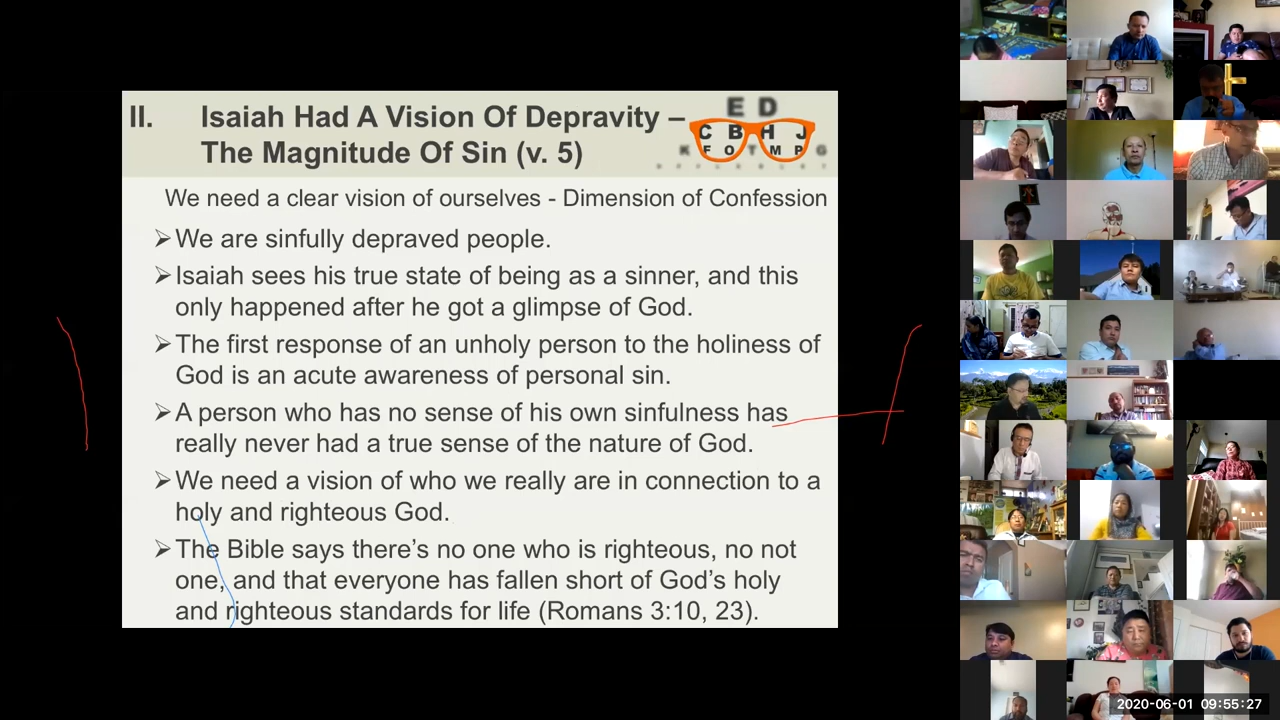 II. Isaiah Had A Vision Of Depravity –
The Magnitude Of Sin (v. 5)
E D
C B H J
K F O T M P G
We need a clear vision of ourselves - Dimension of Confession
➢We are sinfully depraved people.
➢Isaiah sees his true state of being as a sinner, and this
only happened after he got a glimpse of God.
➢The first response of an unholy person to the holiness of
God is an acute awareness of personal sin.
➢A person who has no sense of his own sinfulness has
really never had a true sense of the nature of God.
➢We need a vision of who we really are in connection to a
holy and righteous God.
➢The Bible says there’s no one who is righteous, no not
one, and that everyone has fallen short of God’s holy
and righteous standards for life (Romans 3:10, 23).
2020-06-01 09:55:27